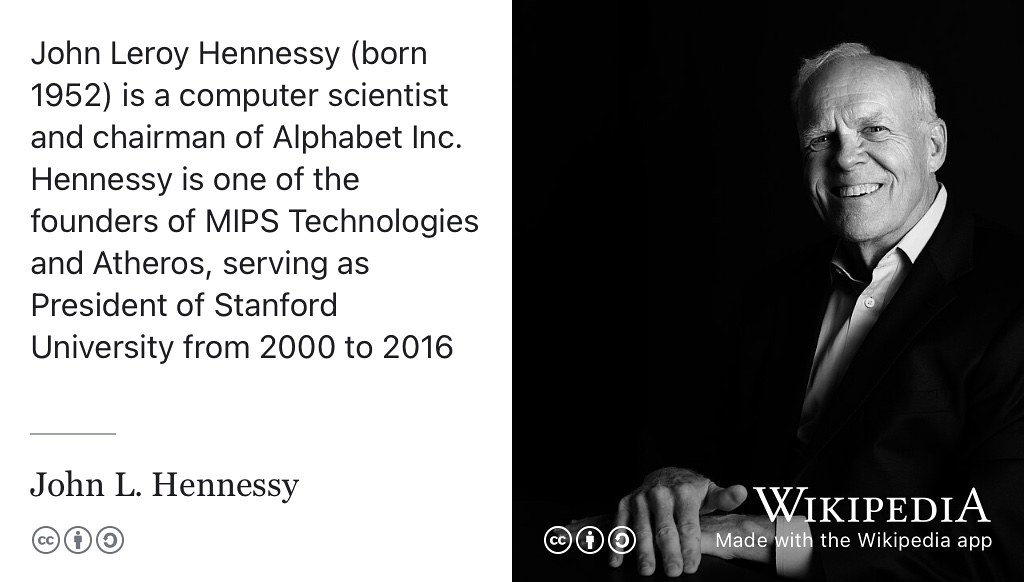 John Leroy Hennessy (born
1952) is a computer scientist
and chairman of Alphabet Inc.
Hennessy is one of the
founders of MIPS Technologies
and Atheros, serving as
President of Stanford
University from 2000 to 2016
John L. Hennessy
cc
cc
WIKIPEDIA
Made with the Wikipedia app